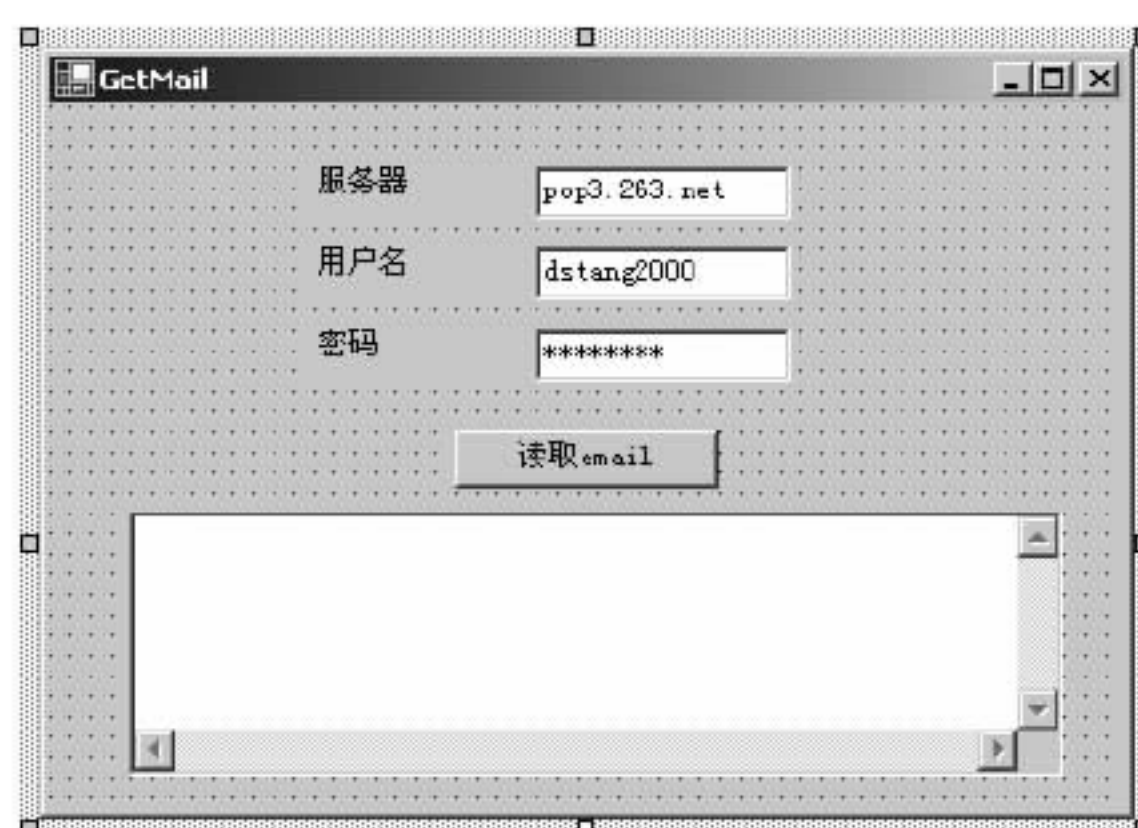 GetMail
服务器 pop3.263.net
用户名 dstang2000
密码 ********
读取email